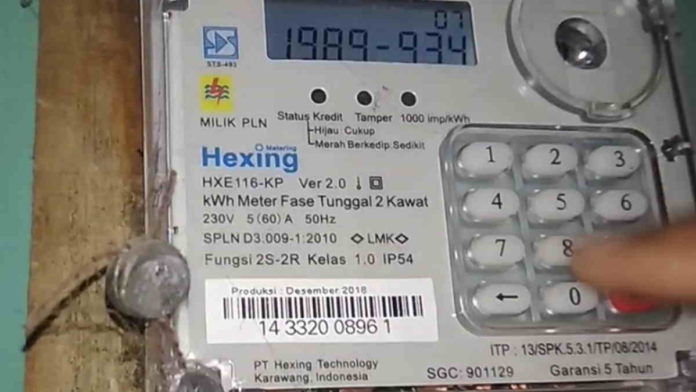 07
1989-934
STS-491
MILIK PLN
Status Kredit Tamper 1000 imp/kWh
Hijau Cukup
Merah Berkedip Sedikit
Hexing
Metering
HXE116-KP Ver 2.0
kWh Meter Fase Tunggal 2 Kawat
230V 5(60)A 50Hz
SPLN D3.009-1:2010 LMK
Fungsi 2S-2R Kelas 1.0 IP54
Produksi : Desember 2018
14 3320 0896 1
PT Hexing Technology
Karawang, Indonesia
1 2 3
4 5 6
7 8
← 0
ITP : 13/SPK.5.3.1/TP/08/2014
SGC: 901129 Garansi 5 Tahun